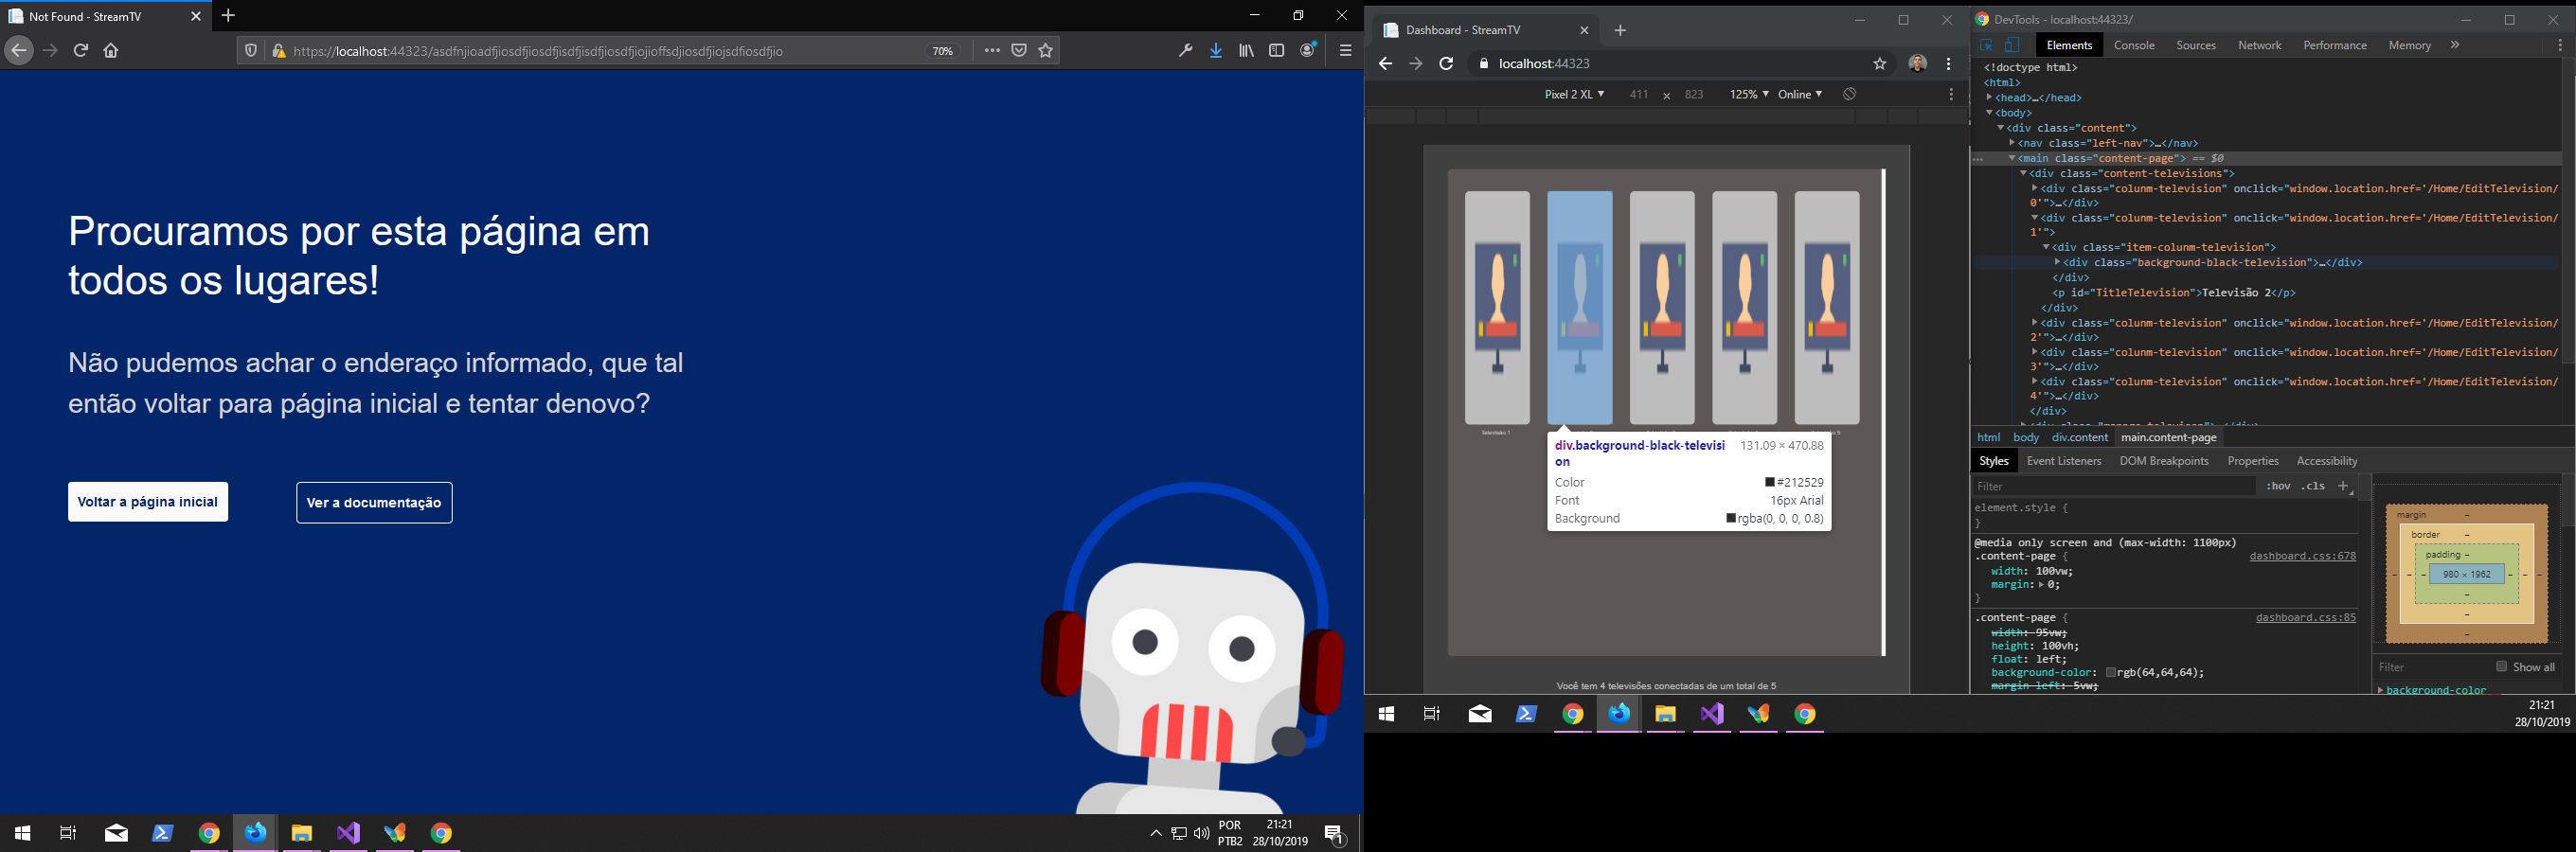 Not Found - StreamTV
https://localhost:44323/asdfnjioadfjiosdfjiosdfjisdfjisdfjiosdfjiojioffsdjiosdfjiojsdfiosdfjio
70%
Procuramos por esta página em
todos os lugares!
Não pudemos achar o enderaço informado, que tal
então voltar para página inicial e tentar denovo?
Voltar a página inicial
Ver a documentação
POR
PTB2
21:21
28/10/2019
1
Dashboard - StreamTV
localhost:44323
Pixel 2 XL ▼ 411 × 823 125% ▼ Online ▼
Televisão 1
div.background-black-televisi
on
131.09 × 470.88
Color #212529
Font 16px Arial
Background rgba(0, 0, 0, 0.8)
Você tem 4 televisões conectadas de um total de 5
DevTools - localhost:44323/
Elements Console Sources Network Performance Memory »
<!doctype html>
<html>
<head>…</head>
<body>
<div class="content">
<nav class="left-nav">…</nav>
<main class="content-page"> == $0
<div class="content-televisions">
<div class="colunm-television" onclick="window.location.href='/Home/EditTelevision/
0'">…</div>
<div class="colunm-television" onclick="window.location.href='/Home/EditTelevision/
1'">
<div class="item-colunm-television">
<div class="background-black-television">…</div>
</div>
<p id="TitleTelevision">Televisão 2</p>
</div>
<div class="colunm-television" onclick="window.location.href='/Home/EditTelevision/
2'">…</div>
<div class="colunm-television" onclick="window.location.href='/Home/EditTelevision/
3'">…</div>
<div class="colunm-television" onclick="window.location.href='/Home/EditTelevision/
4'">…</div>
</div>
html body div.content main.content-page
Styles Event Listeners DOM Breakpoints Properties Accessibility
Filter :hov .cls +
element.style {
}
@media only screen and (max-width: 1100px)
.content-page { dashboard.css:678
width: 100vw;
margin: 0;
}
.content-page { dashboard.css:85
width: 95vw;
height: 100vh;
float: left;
background-color: rgb(64,64,64);
margin-left: 5vw;
margin –
border –
padding –
980 × 1962
Filter Show all
background-color
21:21
28/10/2019